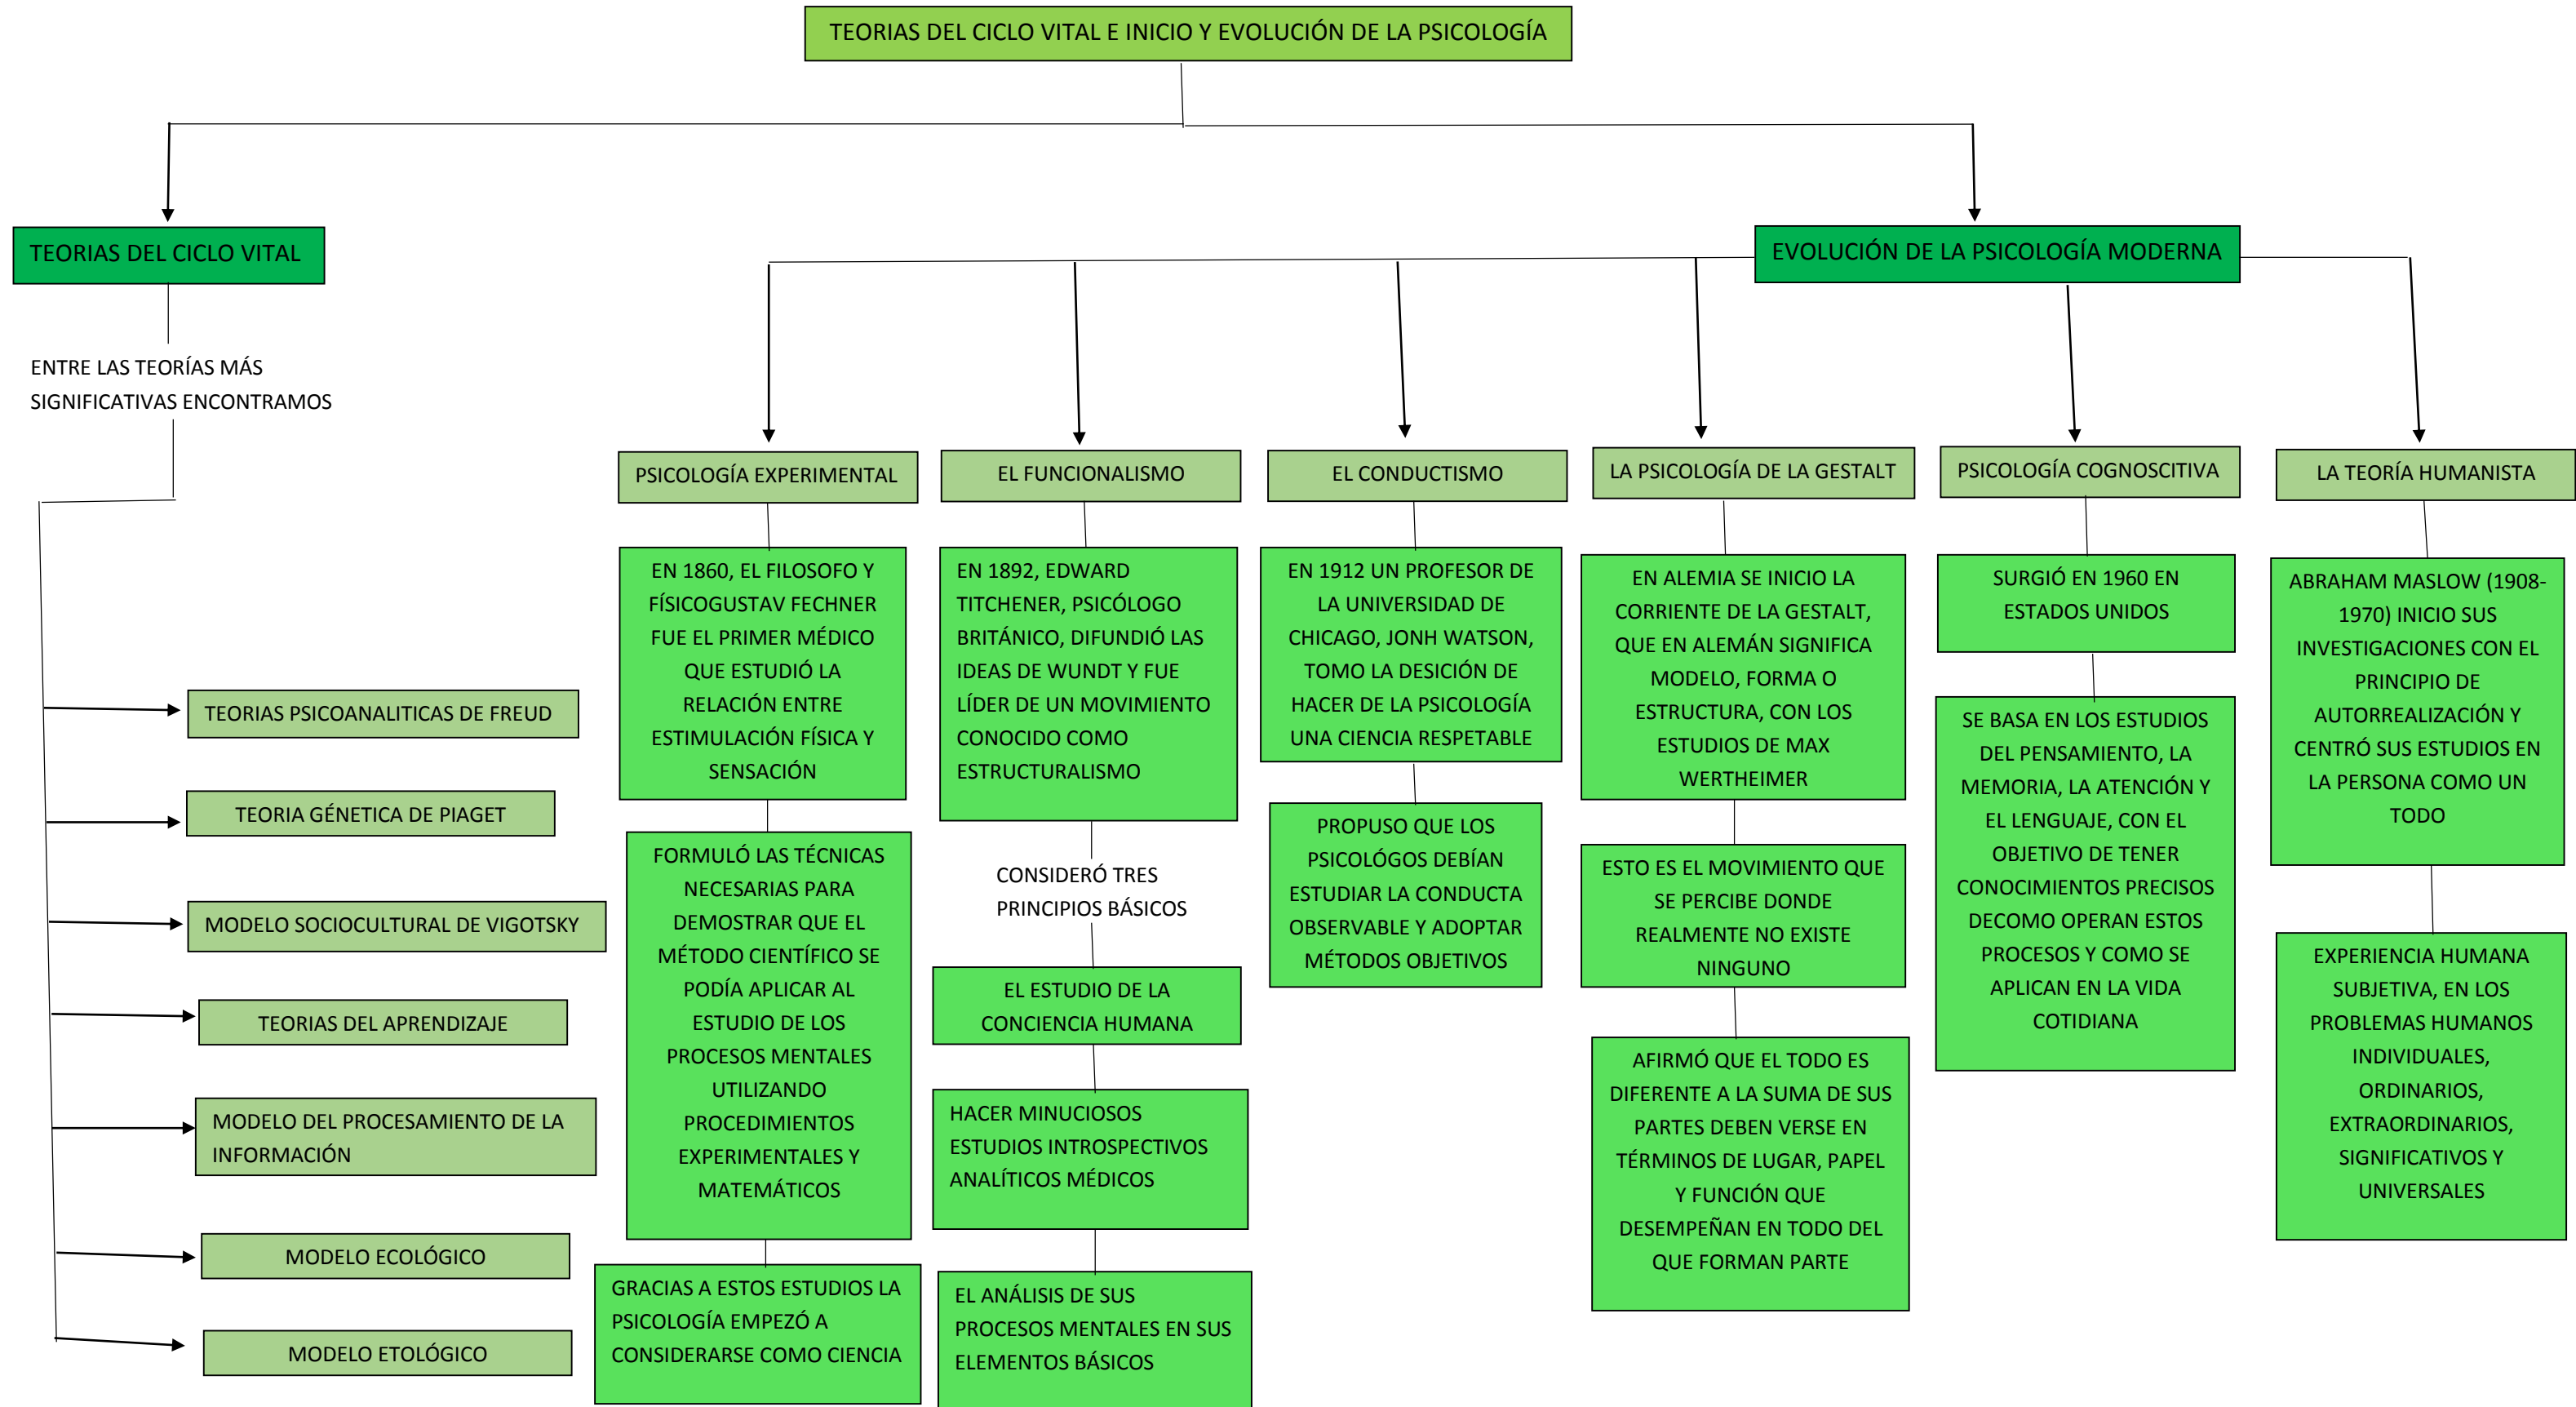 TEORIAS DEL CICLO VITAL E INICIO Y EVOLUCIÓN DE LA PSICOLOGÍA
TEORIAS DEL CICLO VITAL
ENTRE LAS TEORÍAS MÁS
SIGNIFICATIVAS ENCONTRAMOS
TEORIAS PSICOANALITICAS DE FREUD
TEORIA GÉNETICA DE PIAGET
MODELO SOCIOCULTURAL DE VIGOTSKY
TEORIAS DEL APRENDIZAJE
MODELO DEL PROCESAMIENTO DE LA
INFORMACIÓN
MODELO ECOLÓGICO
MODELO ETOLÓGICO
EVOLUCIÓN DE LA PSICOLOGÍA MODERNA
PSICOLOGÍA EXPERIMENTAL
EN 1860, EL FILOSOFO Y
FÍSICOGUSTAV FECHNER
FUE EL PRIMER MÉDICO
QUE ESTUDIÓ LA
RELACIÓN ENTRE
ESTIMULACIÓN FÍSICA Y
SENSACIÓN
FORMULÓ LAS TÉCNICAS
NECESARIAS PARA
DEMOSTRAR QUE EL
MÉTODO CIENTÍFICO SE
PODÍA APLICAR AL
ESTUDIO DE LOS
PROCESOS MENTALES
UTILIZANDO
PROCEDIMIENTOS
EXPERIMENTALES Y
MATEMÁTICOS
GRACIAS A ESTOS ESTUDIOS LA
PSICOLOGÍA EMPEZÓ A
CONSIDERARSE COMO CIENCIA
EL FUNCIONALISMO
EN 1892, EDWARD
TITCHENER, PSICÓLOGO
BRITÁNICO, DIFUNDIÓ LAS
IDEAS DE WUNDT Y FUE
LÍDER DE UN MOVIMIENTO
CONOCIDO COMO
ESTRUCTURALISMO
CONSIDERÓ TRES
PRINCIPIOS BÁSICOS
EL ESTUDIO DE LA
CONCIENCIA HUMANA
HACER MINUCIOSOS
ESTUDIOS INTROSPECTIVOS
ANALÍTICOS MÉDICOS
EL ANÁLISIS DE SUS
PROCESOS MENTALES EN SUS
ELEMENTOS BÁSICOS
EL CONDUCTISMO
EN 1912 UN PROFESOR DE
LA UNIVERSIDAD DE
CHICAGO, JONH WATSON,
TOMO LA DESICIÓN DE
HACER DE LA PSICOLOGÍA
UNA CIENCIA RESPETABLE
PROPUSO QUE LOS
PSICOLÓGOS DEBÍAN
ESTUDIAR LA CONDUCTA
OBSERVABLE Y ADOPTAR
MÉTODOS OBJETIVOS
LA PSICOLOGÍA DE LA GESTALT
EN ALEMIA SE INICIO LA
CORRIENTE DE LA GESTALT,
QUE EN ALEMÁN SIGNIFICA
MODELO, FORMA O
ESTRUCTURA, CON LOS
ESTUDIOS DE MAX
WERTHEIMER
ESTO ES EL MOVIMIENTO QUE
SE PERCIBE DONDE
REALMENTE NO EXISTE
NINGUNO
AFIRMÓ QUE EL TODO ES
DIFERENTE A LA SUMA DE SUS
PARTES DEBEN VERSE EN
TÉRMINOS DE LUGAR, PAPEL
Y FUNCIÓN QUE
DESEMPEÑAN EN TODO DEL
QUE FORMAN PARTE
PSICOLOGÍA COGNOSCITIVA
SURGIÓ EN 1960 EN
ESTADOS UNIDOS
SE BASA EN LOS ESTUDIOS
DEL PENSAMIENTO, LA
MEMORIA, LA ATENCIÓN Y
EL LENGUAJE, CON EL
OBJETIVO DE TENER
CONOCIMIENTOS PRECISOS
DECOMO OPERAN ESTOS
PROCESOS Y COMO SE
APLICAN EN LA VIDA
COTIDIANA
LA TEORÍA HUMANISTA
ABRAHAM MASLOW (1908-
1970) INICIO SUS
INVESTIGACIONES CON EL
PRINCIPIO DE
AUTORREALIZACIÓN Y
CENTRÓ SUS ESTUDIOS EN
LA PERSONA COMO UN
TODO
EXPERIENCIA HUMANA
SUBJETIVA, EN LOS
PROBLEMAS HUMANOS
INDIVIDUALES,
ORDINARIOS,
EXTRAORDINARIOS,
SIGNIFICATIVOS Y
UNIVERSALES